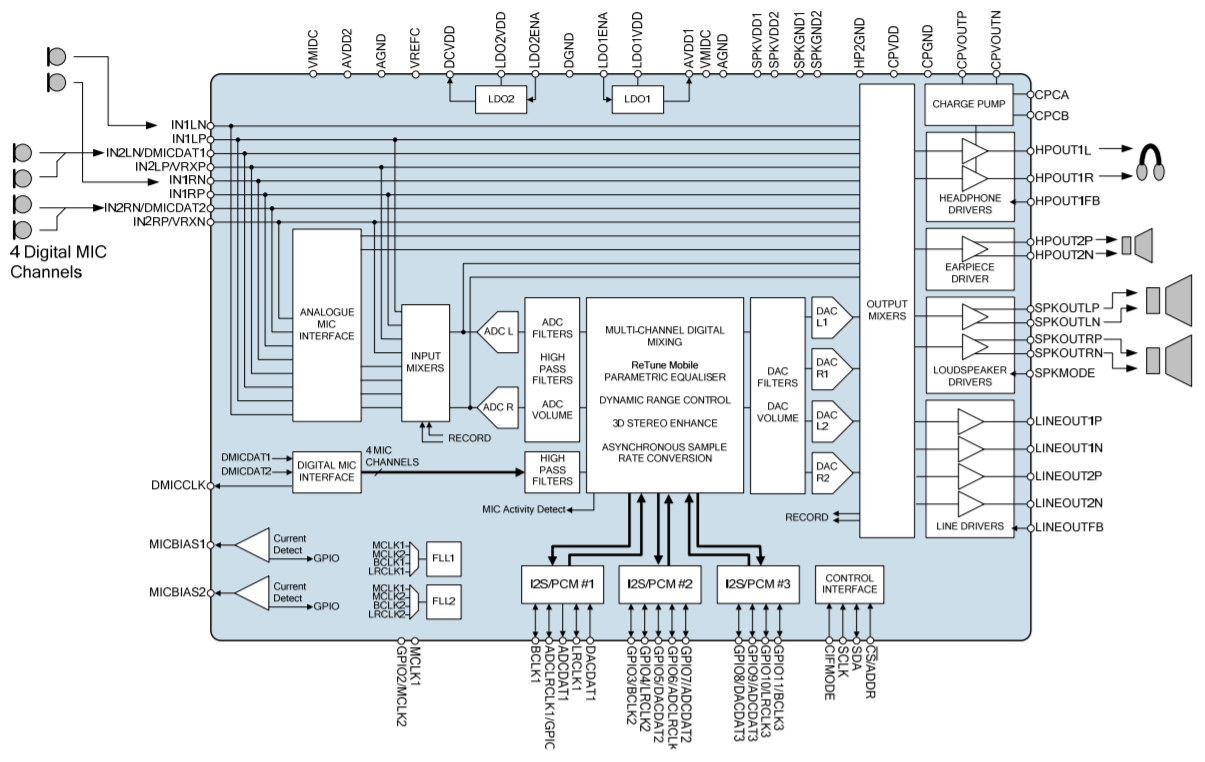 VMIDC
AVDD2
AGND
VREFC
DCVDD
LDO2VDD
LDO2ENA
DGND
LDO1ENA
LDO1VDD
AVDD1
VMIDC
AGND
SPKVDD1
SPKVDD2
SPKGND1
SPKGND2
HP2GND
CPVDD
CPGND
CPVOUTP
CPVOUTN
LDO2
LDO1
CHARGE PUMP
CPCA
CPCB
IN1LN
IN1LP
IN2LN/DMICDAT1
IN2LP/VRXP
IN1RN
IN1RP
IN2RN/DMICDAT2
IN2RP/VRXN
4 Digital MIC
Channels
HPOUT1L
HPOUT1R
HPOUT1FB
HEADPHONE
DRIVERS
HPOUT2P
HPOUT2N
EARPIECE
DRIVER
SPKOUTLP
SPKOUTLN
SPKOUTRP
SPKOUTRN
SPKMODE
LOUDSPEAKER
DRIVERS
LINEOUT1P
LINEOUT1N
LINEOUT2P
LINEOUT2N
LINEOUTFB
LINE DRIVERS
ANALOGUE
MIC
INTERFACE
INPUT
MIXERS
RECORD
ADC L
ADC R
ADC
FILTERS
HIGH
PASS
FILTERS
ADC
VOLUME
MULTI-CHANNEL DIGITAL
MIXING
ReTune Mobile
PARAMETRIC EQUALISER
DYNAMIC RANGE CONTROL
3D STEREO ENHANCE
ASYNCHRONOUS SAMPLE
RATE CONVERSION
DAC
FILTERS
DAC
VOLUME
DAC
L1
DAC
R1
DAC
L2
DAC
R2
OUTPUT
MIXERS
RECORD
DMICDAT1
DMICDAT2
DIGITAL MIC
INTERFACE
4 MIC
CHANNELS
HIGH
PASS
FILTERS
DMICCLK
MIC Activity Detect
MICBIAS1
Current
Detect
GPIO
MICBIAS2
Current
Detect
GPIO
MCLK1
MCLK2
BCLK1
LRCLK1
FLL1
MCLK1
MCLK2
BCLK2
LRCLK2
FLL2
I2S/PCM #1
I2S/PCM #2
I2S/PCM #3
CONTROL
INTERFACE
GPIO2/MCLK2
MCLK1
BCLK1
ADCLRCLK1/GPIC
ADCDAT1
LRCLK1
DACDAT1
GPIO3/BCLK2
GPIO4/LRCLK2
GPIO5/DACDAT2
GPIO6/ADCLRCLK
GPIO7/ADCDAT2
GPIO8/DACDAT3
GPIO9/ADCDAT3
GPIO10/LRCLK3
GPIO11/BCLK3
CIFMODE
SCLK
SDA
CS/ADDR